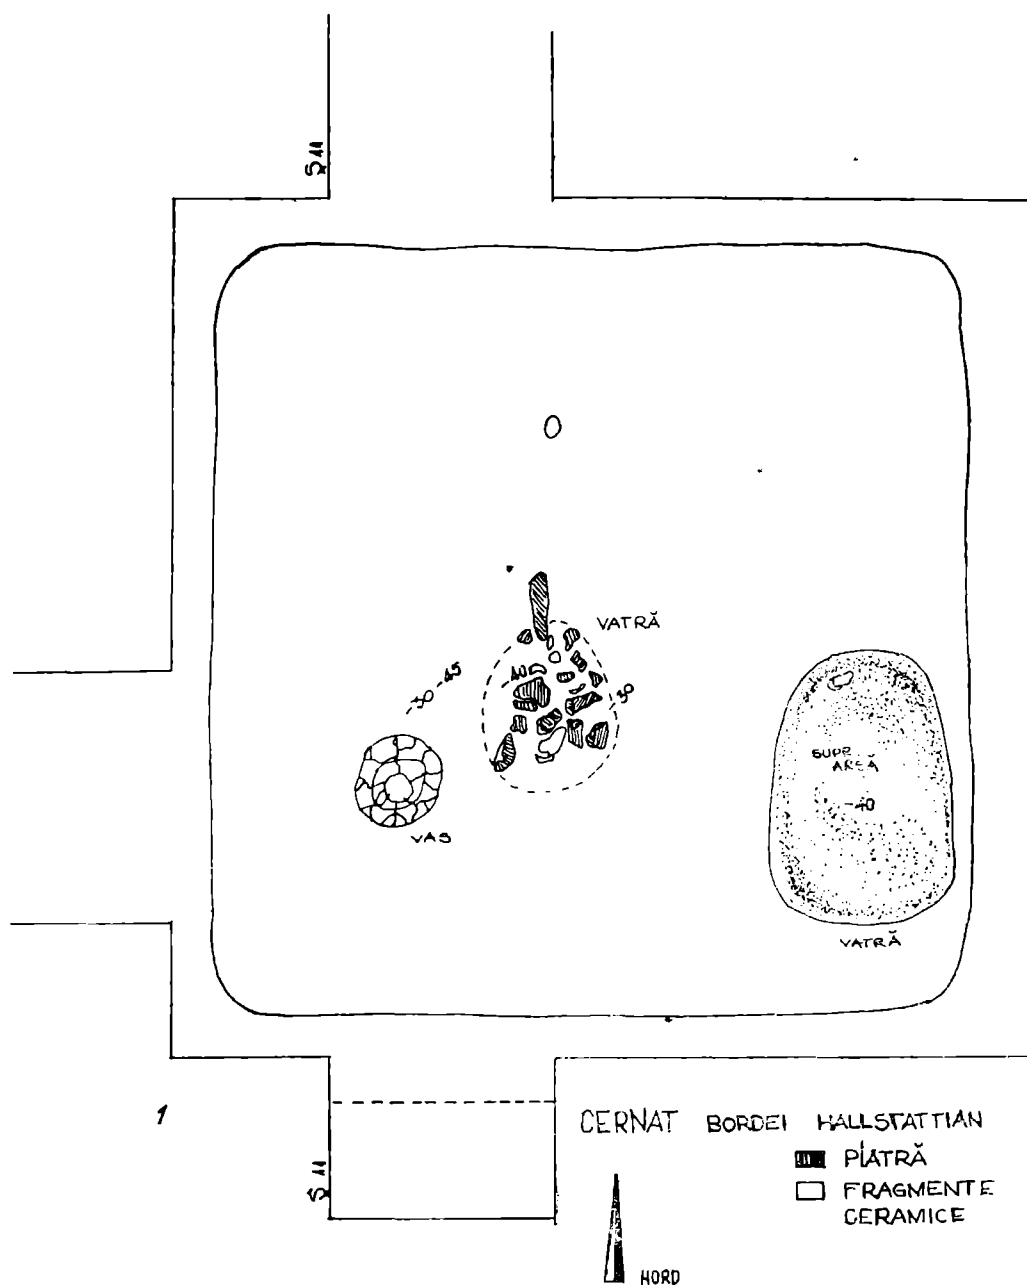 S 11
VATRĂ
-45
-30
-40
-30
SUPR
ARSĂ
-40
VAS
VATRĂ
1
S 11
CERNAT BORDEI HALLSTATTIAN
PIATRĂ
FRAGMENTE
CERAMICE
NORD